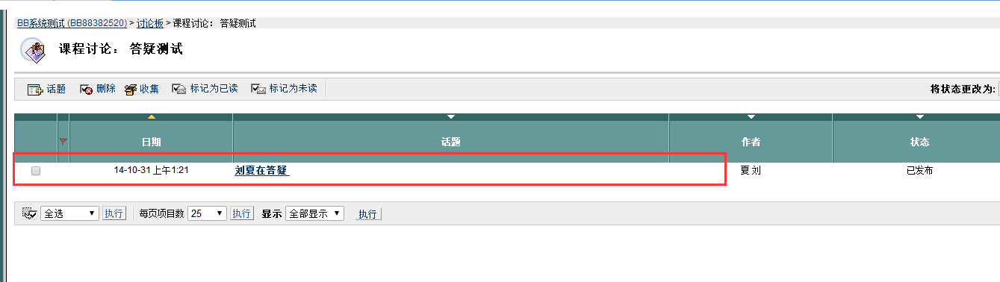 BB系统测试 (BB88382520) > 讨论板 > 课程讨论： 答疑测试
课程讨论： 答疑测试
话题 删除 收集 标记为已读 标记为未读 将状态更改为:
日期 话题 作者 状态
14-10-31 上午1:21 刘夏在答疑 夏 刘 已发布
全选 执行 每页项目数 25 执行 显示 全部显示 执行